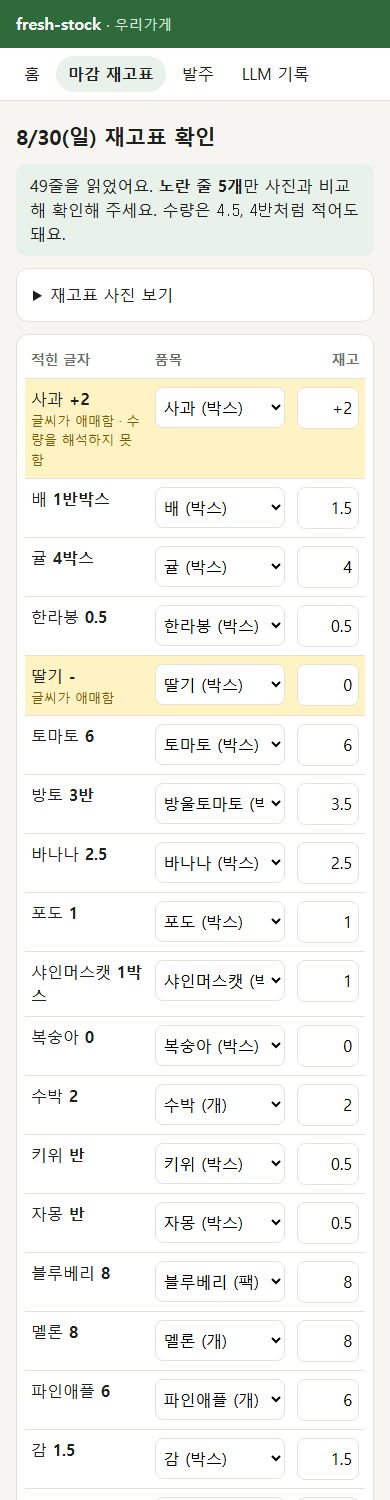 fresh-stock · 우리가게
홈 마감 재고표 발주 LLM 기록
8/30(일) 재고표 확인
49줄을 읽었어요. 노란 줄 5개만 사진과 비교
해 확인해 주세요. 수량은 4.5, 4반처럼 적어도
돼요.
▶ 재고표 사진 보기
적힌 글자 품목 재고
사과 +2 사과 (박스) +2
글씨가 애매함 · 수
량을 해석하지 못
함
배 1반박스 배 (박스) 1.5
귤 4박스 귤 (박스) 4
한라봉 0.5 한라봉 (박스) 0.5
딸기 - 딸기 (박스) 0
글씨가 애매함
토마토 6 토마토 (박스) 6
방토 3반 방울토마토 (박 3.5
바나나 2.5 바나나 (박스) 2.5
포도 1 포도 (박스) 1
샤인머스캣 1박 샤인머스캣 (박 1
스
복숭아 0 복숭아 (박스) 0
수박 2 수박 (개) 2
키위 반 키위 (박스) 0.5
자몽 반 자몽 (박스) 0.5
블루베리 8 블루베리 (팩) 8
멜론 8 멜론 (개) 8
파인애플 6 파인애플 (개) 6
감 1.5 감 (박스) 1.5